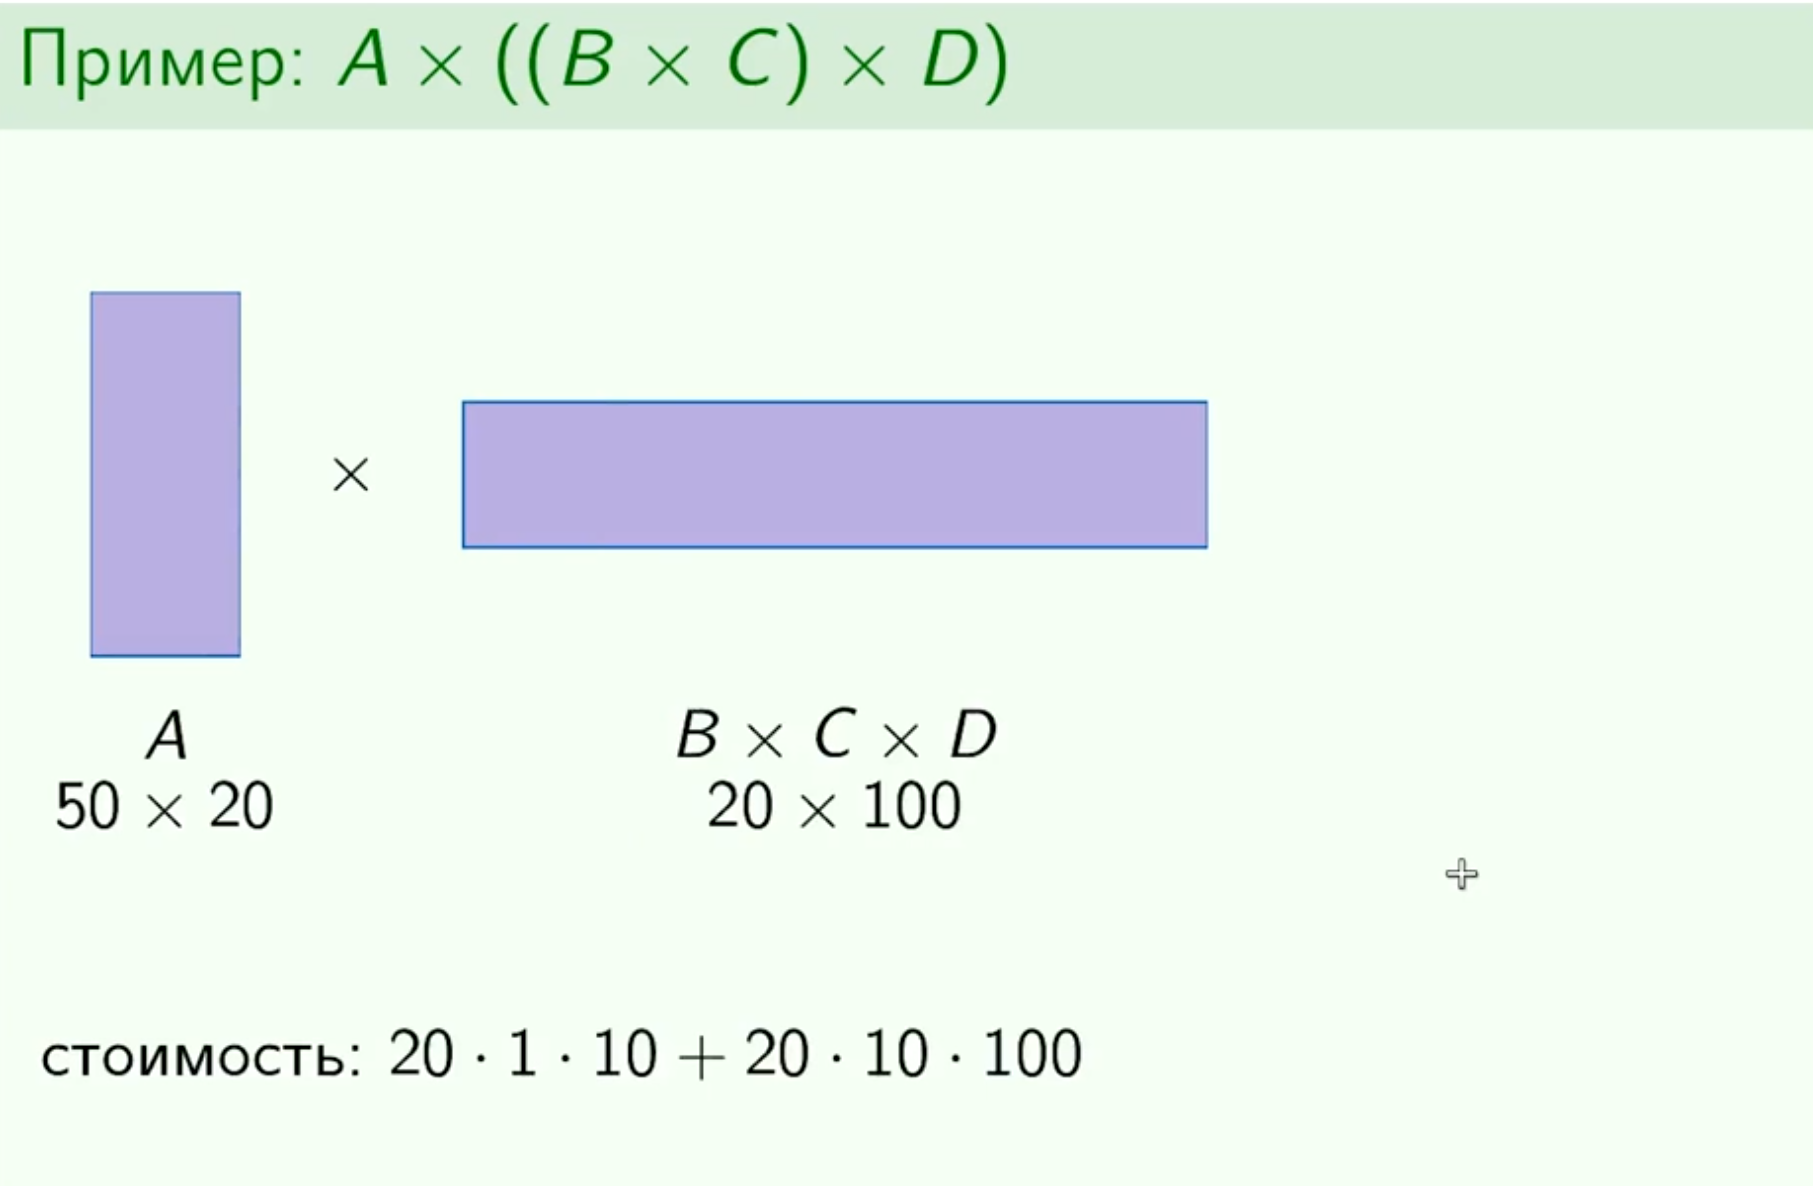 Пример: A × ((B × C) × D)
×
A
50 × 20
B × C × D
20 × 100
стоимость: 20 · 1 · 10 + 20 · 10 · 100